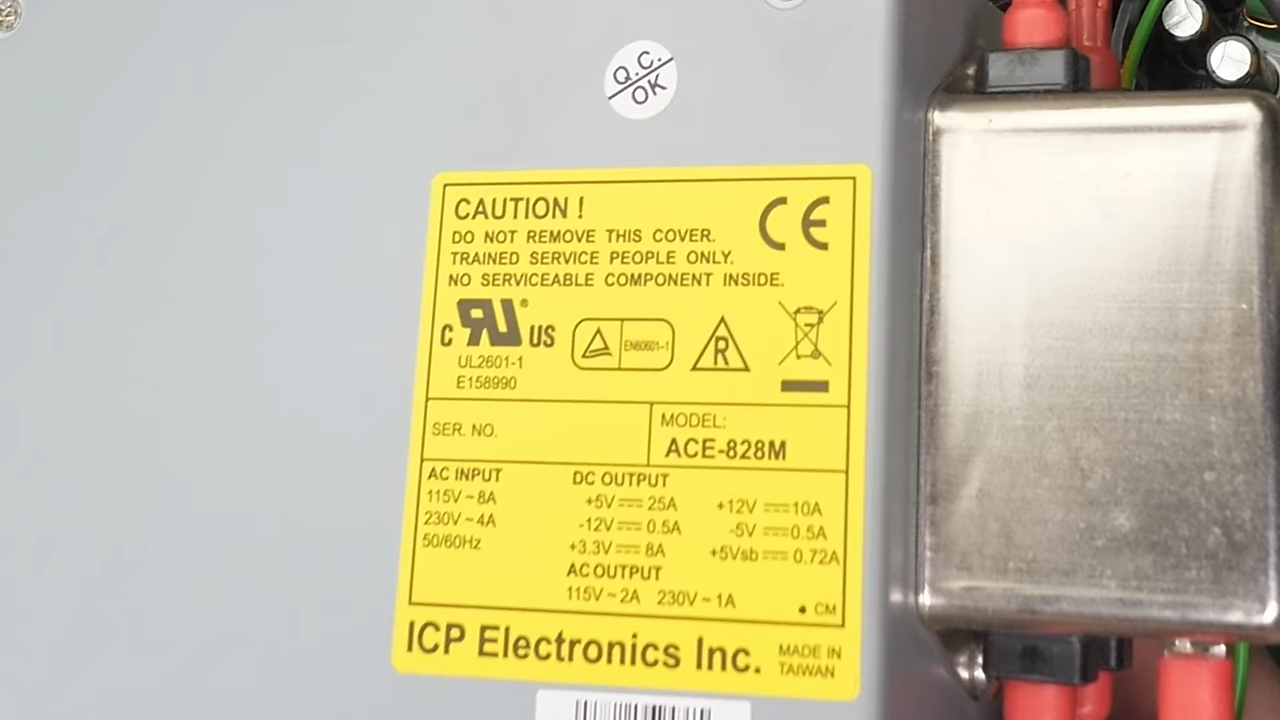 Q.C.
OK
CAUTION !
CE
DO NOT REMOVE THIS COVER.
TRAINED SERVICE PEOPLE ONLY.
NO SERVICEABLE COMPONENT INSIDE.
C RU ® US
UL2601-1
E158990
EN60601-1
R
SER. NO.
MODEL:
ACE-828M
AC INPUT
115V ~ 8A
230V ~ 4A
50/60Hz
DC OUTPUT
+5V ⎓ 25A +12V ⎓ 10A
-12V ⎓ 0.5A -5V ⎓ 0.5A
+3.3V ⎓ 8A +5Vsb ⎓ 0.72A
AC OUTPUT
115V ~ 2A 230V ~ 1A
CM
ICP Electronics Inc.
MADE IN
TAIWAN